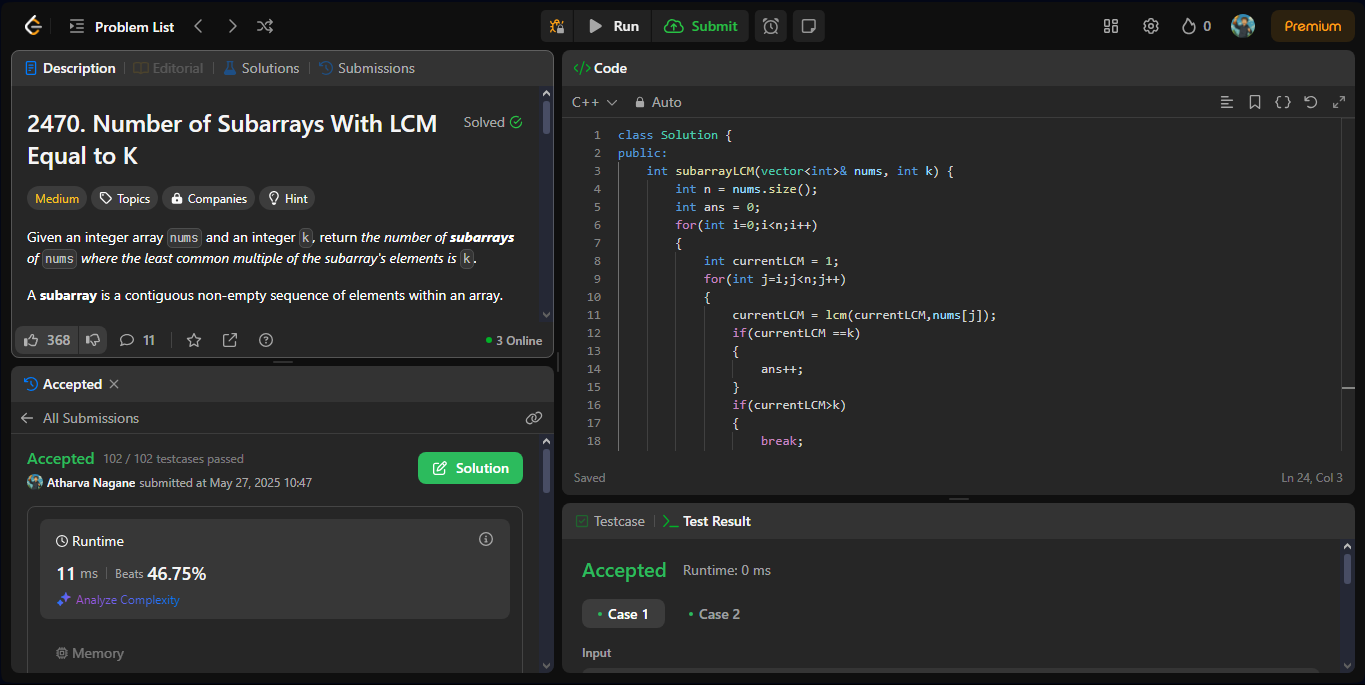 Problem List
Run
Submit
0
Premium
Description
Editorial
Solutions
Submissions
2470. Number of Subarrays With LCM
Equal to K
Solved
Medium
Topics
Companies
Hint
Given an integer array nums and an integer k, return the number of subarrays
of nums where the least common multiple of the subarray's elements is k.
A subarray is a contiguous non-empty sequence of elements within an array.
368
11
3 Online
Accepted
All Submissions
Accepted 102 / 102 testcases passed
Atharva Nagane submitted at May 27, 2025 10:47
Solution
Runtime
11 ms Beats 46.75%
Analyze Complexity
Memory
</> Code
C++ Auto
1 class Solution {
2 public:
3 int subarrayLCM(vector<int>& nums, int k) {
4 int n = nums.size();
5 int ans = 0;
6 for(int i=0;i<n;i++)
7 {
8 int currentLCM = 1;
9 for(int j=i;j<n;j++)
10 {
11 currentLCM = lcm(currentLCM,nums[j]);
12 if(currentLCM ==k)
13 {
14 ans++;
15 }
16 if(currentLCM>k)
17 {
18 break;
Saved
Ln 24, Col 3
Testcase
Test Result
Accepted Runtime: 0 ms
Case 1
Case 2
Input